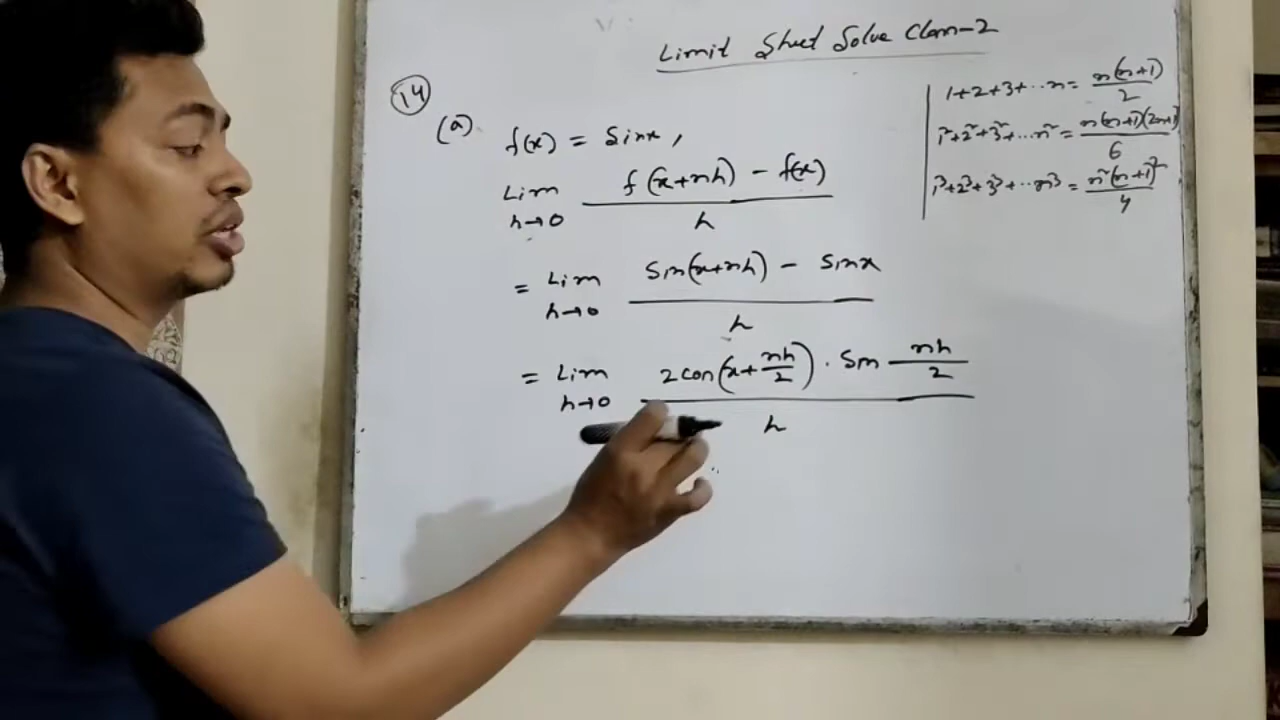 Limit Sheet Solve Class-2
1+2+3+...n = n(n+1)/2
1²+2²+3²+...n² = n(n+1)(2n+1)/6
1³+2³+3³+...n³ = n²(n+1)²/4
14
(a) f(x) = Sinx,
Lim h→0 f(x+nh) - f(x) / h
= Lim h→0 Sin(x+nh) - Sinx / h
= Lim h→0 2cos(x+nh/2) . Sin nh/2 / h